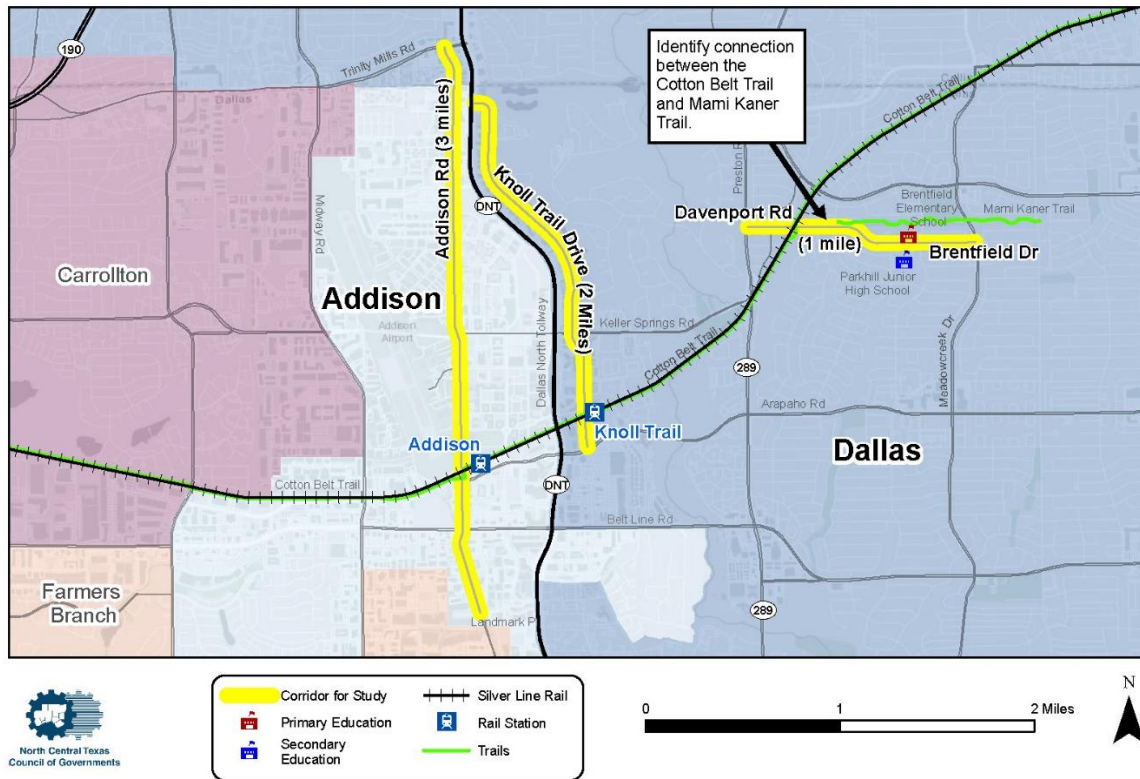 190
Trinity Mills Rd
Dallas
Identify connection
between the
Cotton Belt Trail
and Mami Kaner
Trail.
Cotton Belt Trail
Addison Rd (3 miles)
Knoll Trail Drive (2 Miles)
DNT
Midway Rd
Davenport Rd
(1 mile)
Brentfield
Elementary
School
Mami Kaner Trail
Brentfield Dr
Parkhill Junior
High School
Carrollton
Addison
Addison
Airport
Dallas North Tollway
Keller Springs Rd
Cotton Belt Trail
289
Meadowcreek Dr
Arapaho Rd
Addison
Knoll Trail
Dallas
Cotton Belt Trail
DNT
Belt Line Rd
Farmers
Branch
Landmark P
289
North Central Texas
Council of Governments
Corridor for Study
Primary Education
Secondary
Education
Silver Line Rail
Rail Station
Trails
0 1 2 Miles
N